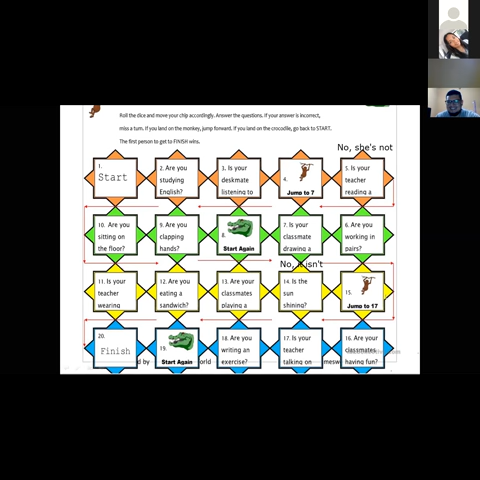 Roll the dice and move your chip accordingly. Answer the questions. If your answer is incorrect,
miss a turn. If you land on the monkey, jump forward. If you land on the crocodile, go back to START.
The first person to get to FINISH wins.
No, she's not
1.
Start
2. Are you
studying
English?
3. Is your
deskmate
listening to
4.
Jump to 7
5. Is your
teacher
reading a
10. Are you
sitting on
the floor?
9. Are you
clapping
hands?
8.
Start Again
7. Is your
classmate
drawing a
6. Are you
working in
pairs?
No, it isn't
11. Is your
teacher
wearing
12. Are you
eating a
sandwich?
13. Are your
classmates
playing a
14. Is the
sun
shining?
15.
Jump to 17
20.
Finish
19.
Start Again
18. Are you
writing an
exercise?
17. Is your
teacher
talking on
16. Are your
classmates
having fun?